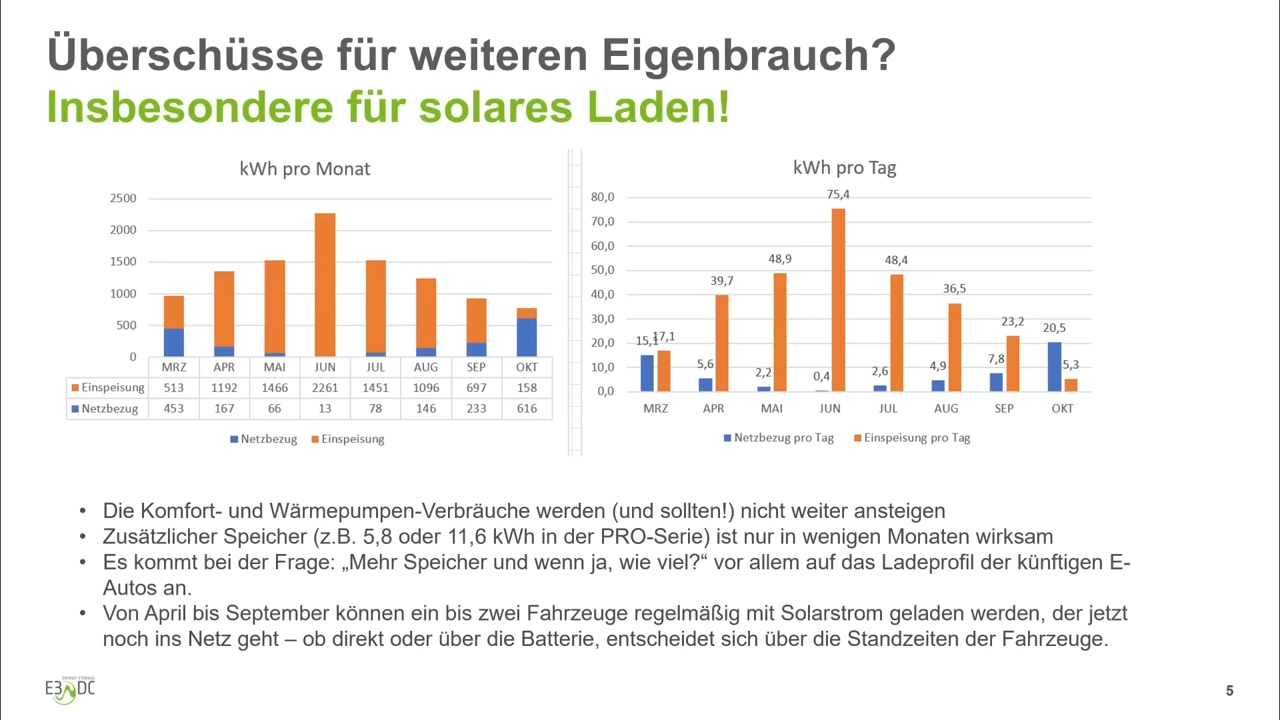 Überschüsse für weiteren Eigenbrauch?
Insbesondere für solares Laden!
kWh pro Monat
2500
2000
1500
1000
500
0
MRZ APR MAI JUN JUL AUG SEP OKT
Einspeisung 513 1192 1466 2261 1451 1096 697 158
Netzbezug 453 167 66 13 78 146 233 616
Netzbezug Einspeisung
kWh pro Tag
80,0
70,0
60,0
50,0
40,0
30,0
20,0
10,0
0,0
15,1 17,1 5,6 39,7 2,2 48,9 0,4 75,4 2,6 48,4 4,9 36,5 7,8 23,2 20,5 5,3
MRZ APR MAI JUN JUL AUG SEP OKT
Netzbezug pro Tag Einspeisung pro Tag
• Die Komfort- und Wärmepumpen-Verbräuche werden (und sollten!) nicht weiter ansteigen
• Zusätzlicher Speicher (z.B. 5,8 oder 11,6 kWh in der PRO-Serie) ist nur in wenigen Monaten wirksam
• Es kommt bei der Frage: „Mehr Speicher und wenn ja, wie viel?“ vor allem auf das Ladeprofil der künftigen E-
Autos an.
• Von April bis September können ein bis zwei Fahrzeuge regelmäßig mit Solarstrom geladen werden, der jetzt
noch ins Netz geht – ob direkt oder über die Batterie, entscheidet sich über die Standzeiten der Fahrzeuge.
ENERGY STORAGE
E3 DC
5